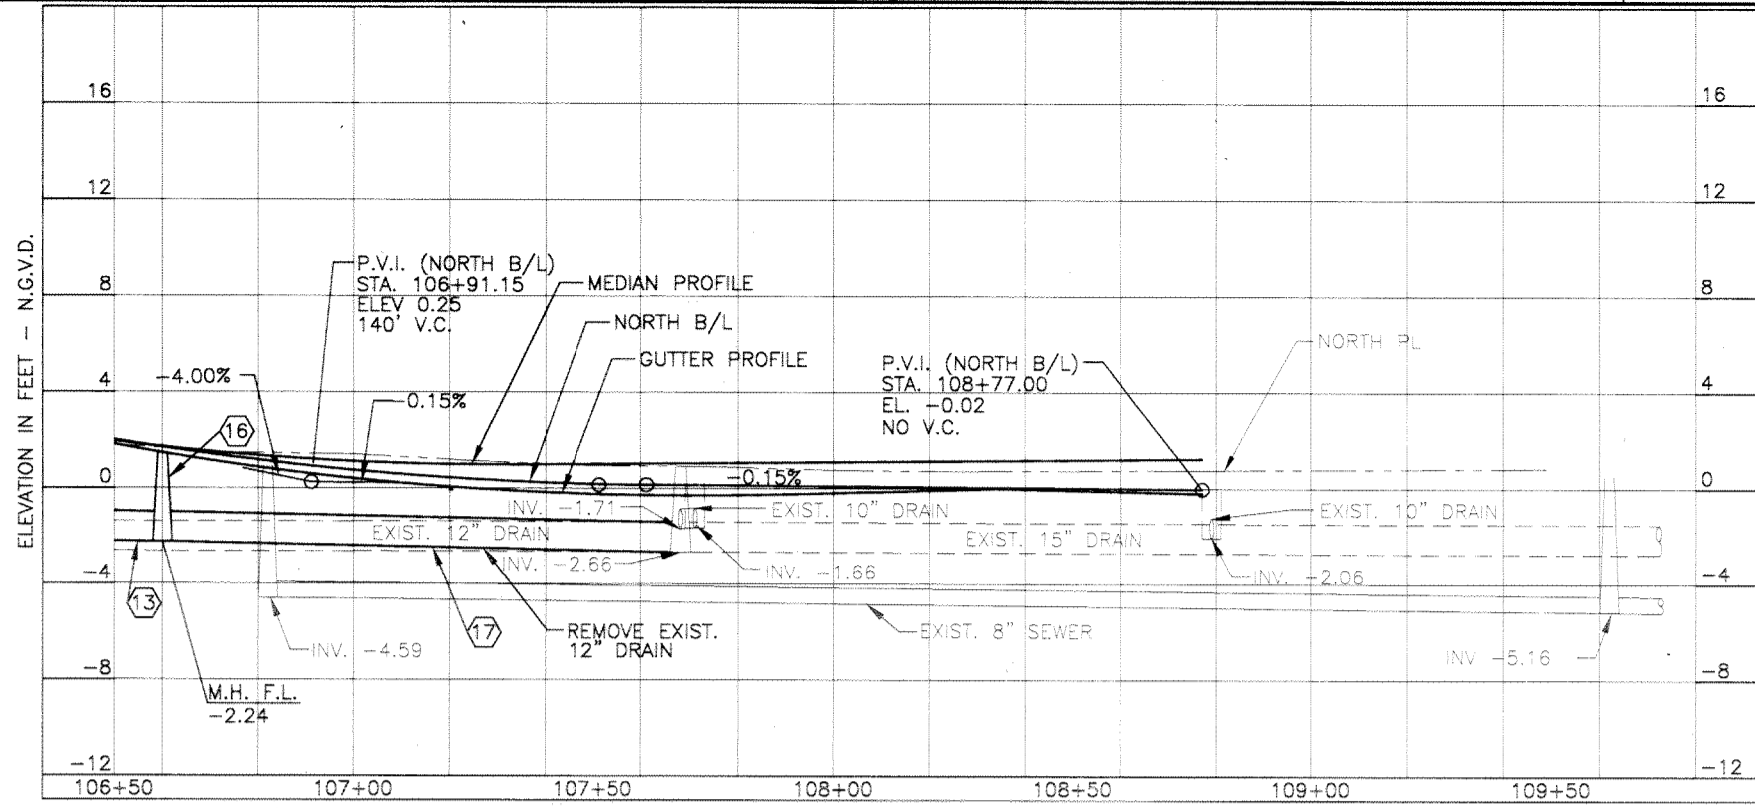 ELEVATION IN FEET - N.G.V.D.
16
16
12
12
P.V.I. (NORTH B/L)
STA. 106+91.15
ELEV 0.25
140' V.C.
8
MEDIAN PROFILE
8
NORTH B/L
NORTH PL
GUTTER PROFILE
P.V.I. (NORTH B/L)
STA. 108+77.00
EL. -0.02
NO V.C.
4
-4.00%
4
-0.15%
16
0
-0.15%
0
INV. -1.71
EXIST. 10" DRAIN
EXIST. 10" DRAIN
EXIST. 12" DRAIN
EXIST. 15" DRAIN
INV. -2.66
INV. -1.66
INV. -2.06
-4
-4
13
17
REMOVE EXIST.
12" DRAIN
EXIST. 8" SEWER
INV. -4.59
INV -5.16
-8
-8
M.H. F.L.
-2.24
-12
-12
106+50
107+00
107+50
108+00
108+50
109+00
109+50